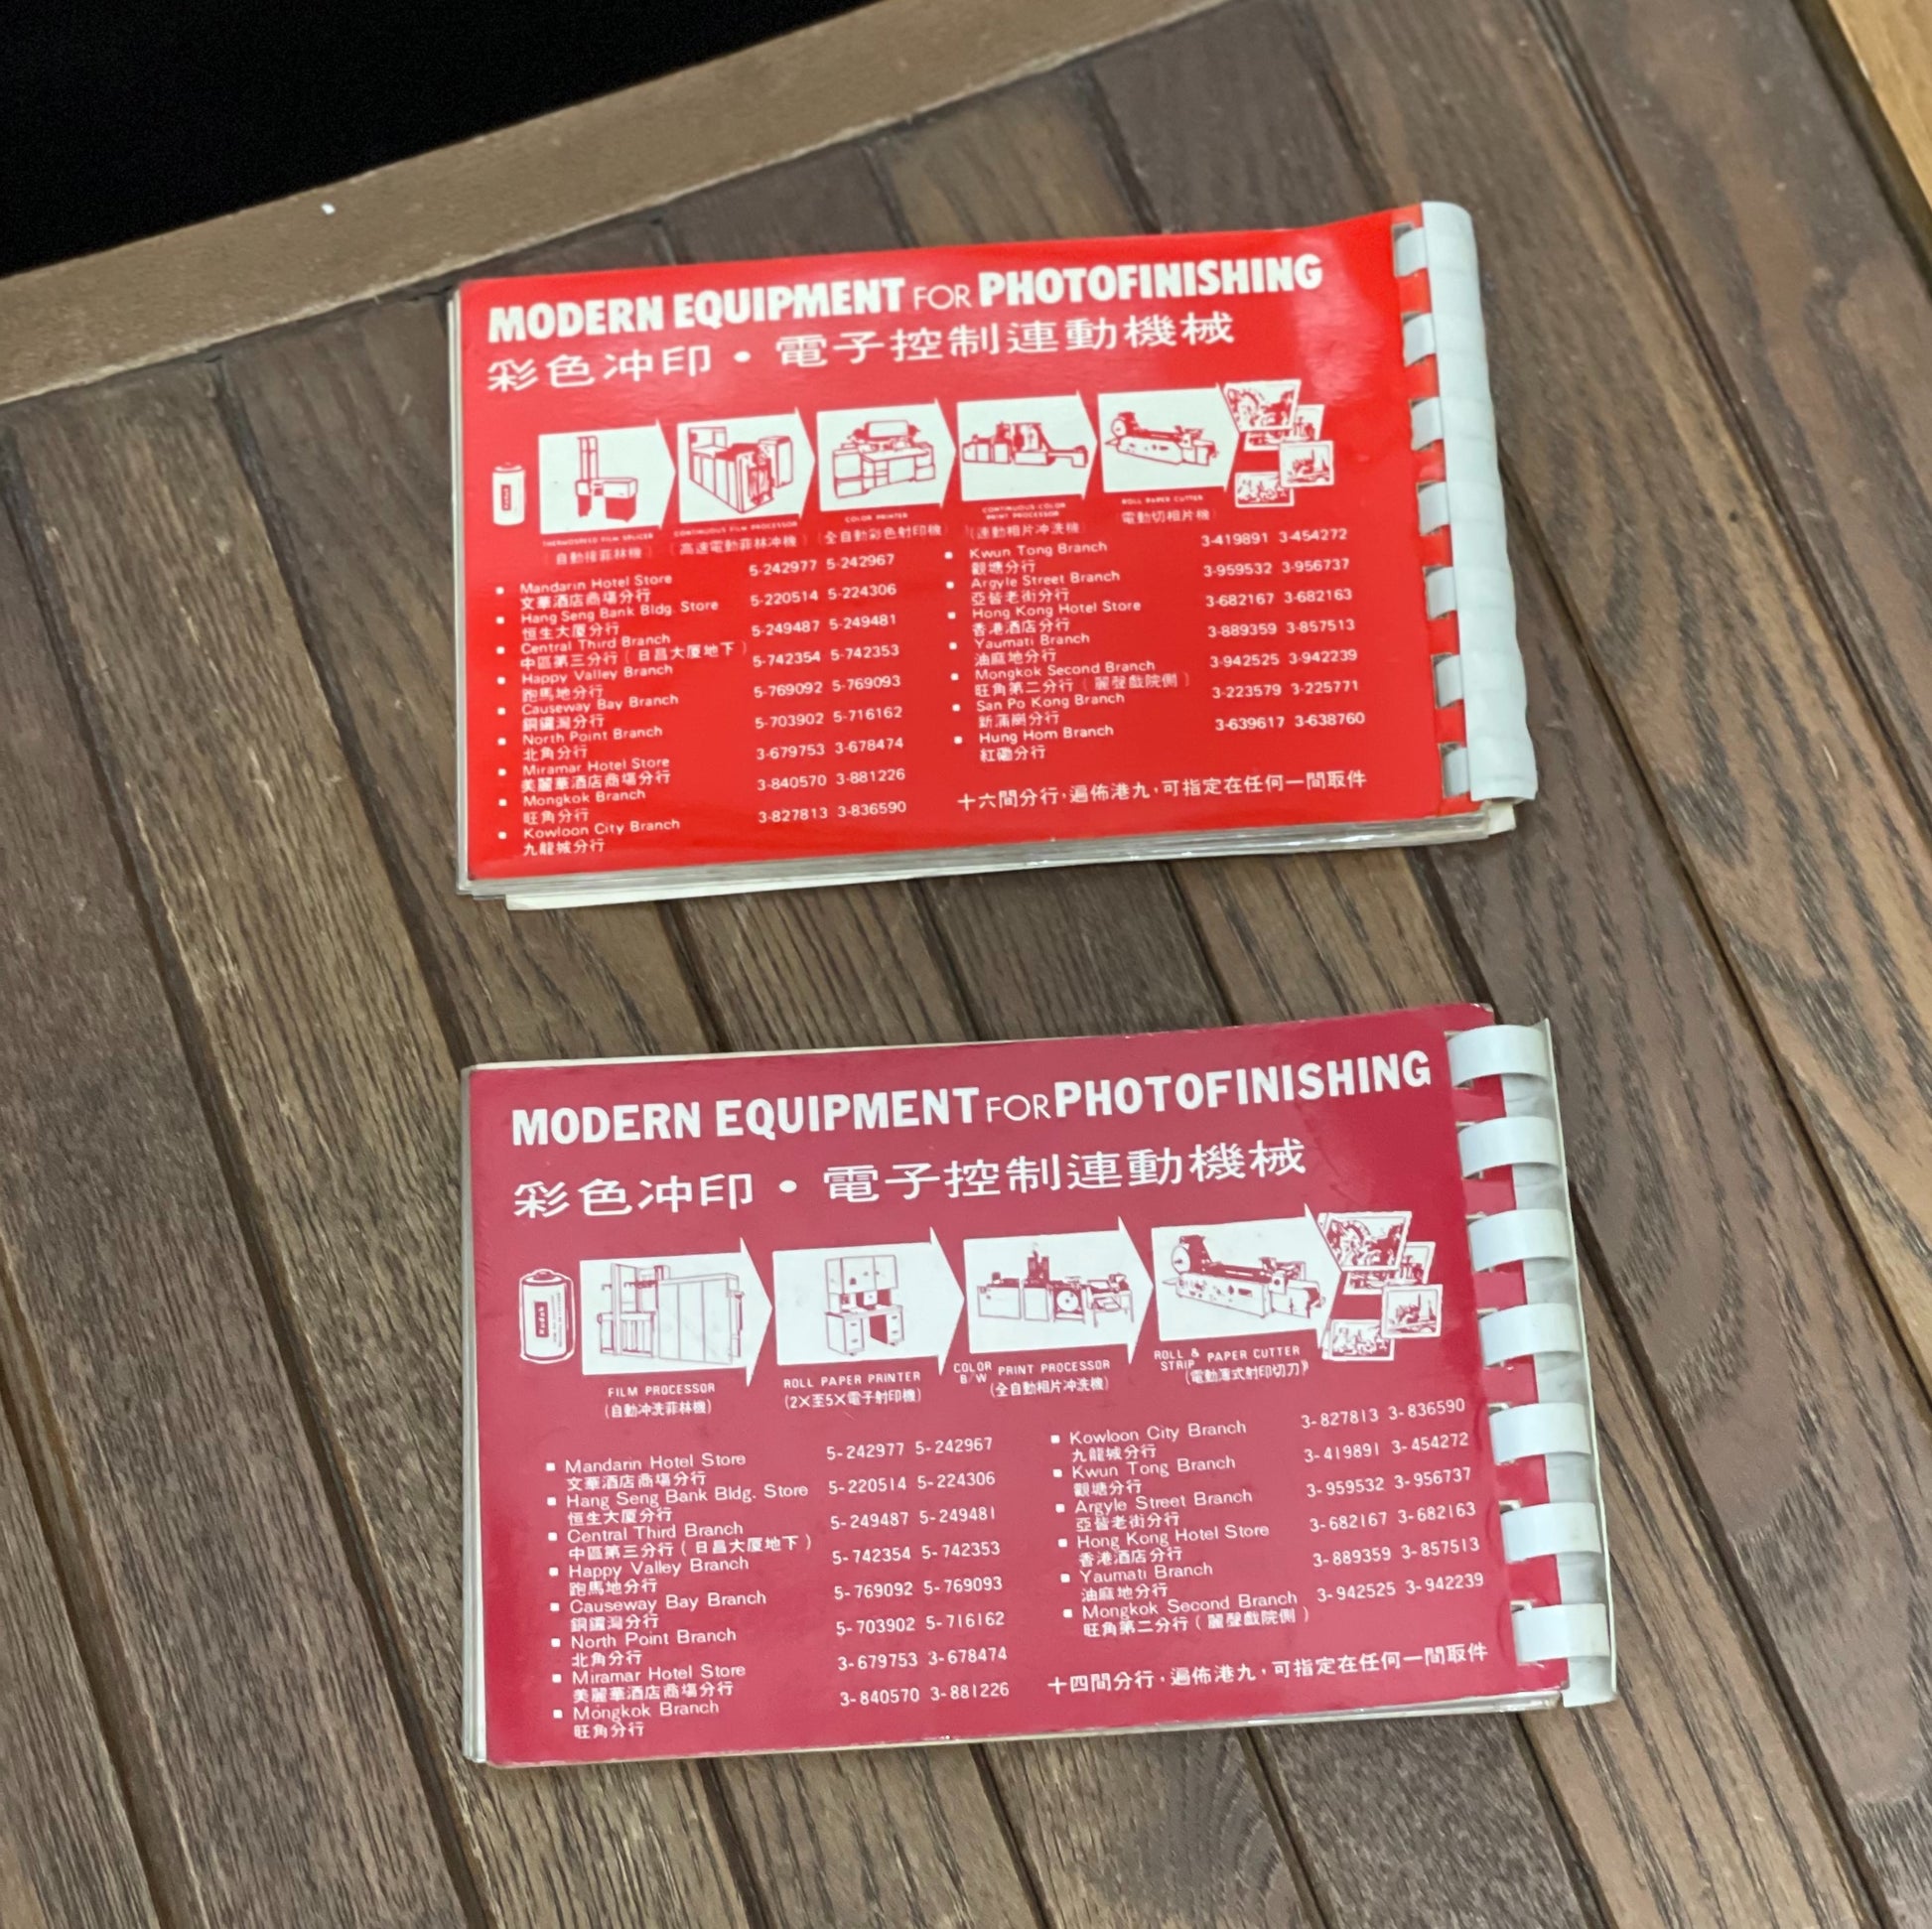 MODERN EQUIPMENT FOR PHOTOFINISHING
彩色冲印・電子控制連動機械
THERMOSPEED FILM SPLICER
(自動接菲林機)
CONTINUOUS FILM PROCESSOR
(高速電動菲林冲機)
COLOR PRINTER
(全自動彩色射印機)
CONTINUOUS COLOR
PRINT PROCESSOR
(連動相片冲洗機)
ROLL PAPER CUTTER
(電動切相片機)
Mandarin Hotel Store 5-242977 5-242967
文華酒店商場分行
Hang Seng Bank Bldg. Store 5-220514 5-224306
恒生大厦分行
Central Third Branch 5-249487 5-249481
中區第三分行(日昌大厦地下)
Happy Valley Branch 5-742354 5-742353
跑馬地分行
Causeway Bay Branch 5-769092 5-769093
銅鑼灣分行
North Point Branch 5-703902 5-716162
北角分行
Miramar Hotel Store 3-679753 3-678474
美麗華酒店商場分行
Mongkok Branch 3-840570 3-881226
旺角分行
Kowloon City Branch 3-827813 3-836590
九龍城分行
Kwun Tong Branch 3-419891 3-454272
觀塘分行
Argyle Street Branch 3-959532 3-956737
亞皆老街分行
Hong Kong Hotel Store 3-682167 3-682163
香港酒店分行
Yaumati Branch 3-889359 3-857513
油蔴地分行
Mongkok Second Branch 3-942525 3-942239
旺角第二分行(麗聲戲院側)
San Po Kong Branch 3-223579 3-225771
新蒲崗分行
Hung Hom Branch 3-639617 3-638760
紅磡分行
十六間分行，遍佈港九，可指定在任何一間取件
MODERN EQUIPMENT FOR PHOTOFINISHING
彩色冲印・電子控制連動機械
Kodak
FILM PROCESSOR
(自動冲洗菲林機)
ROLL PAPER PRINTER
(2X至5X電子射印機)
COLOR B/W PRINT PROCESSOR
(全自動相片冲洗機)
ROLL & STRIP PAPER CUTTER
(電動滙式射印切刀)
Mandarin Hotel Store 5-242977 5-242967
文華酒店商場分行
Hang Seng Bank Bldg. Store 5-220514 5-224306
恒生大厦分行
Central Third Branch 5-249487 5-249481
中區第三分行(日昌大厦地下)
Happy Valley Branch 5-742354 5-742353
跑馬地分行
Causeway Bay Branch 5-769092 5-769093
銅鑼灣分行
North Point Branch 5-703902 5-716162
北角分行
Miramar Hotel Store 3-679753 3-678474
美麗華酒店商場分行
Mongkok Branch 3-840570 3-881226
旺角分行
Kowloon City Branch 3-827813 3-836590
九龍城分行
Kwun Tong Branch 3-419891 3-454272
觀塘分行
Argyle Street Branch 3-959532 3-956737
亞皆老街分行
Hong Kong Hotel Store 3-682167 3-682163
香港酒店分行
Yaumati Branch 3-889359 3-857513
油蔴地分行
Mongkok Second Branch 3-942525 3-942239
旺角第二分行(麗聲戲院側)
十四間分行，遍佈港九，可指定在任何一間取件